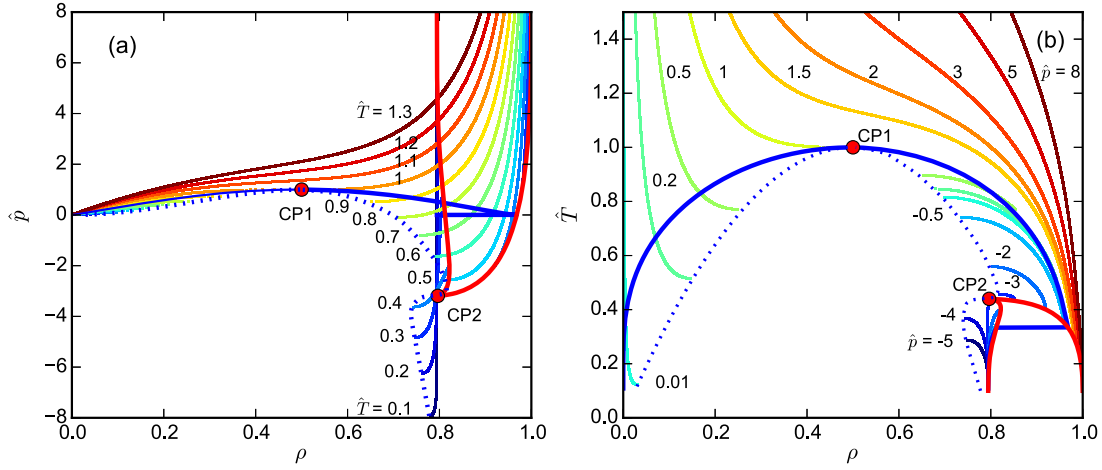 (a)
8
6
4
2
0
−2
−4
−6
−8
p̂
T̂ = 1.3
1.2
1.1
1
CP1
0.9
0.8
0.7
0.6
0.5
0.4
CP2
0.3
0.2
T̂ = 0.1
0.0 0.2 0.4 0.6 0.8 1.0
ρ
(b)
1.4
1.2
1.0
0.8
0.6
0.4
0.2
0.0
T̂
0.5 1 1.5 2 3 5 p̂ = 8
CP1
0.2
-0.5
-2
CP2 -3
-4
p̂ = -5
0.01
0.0 0.2 0.4 0.6 0.8 1.0
ρ